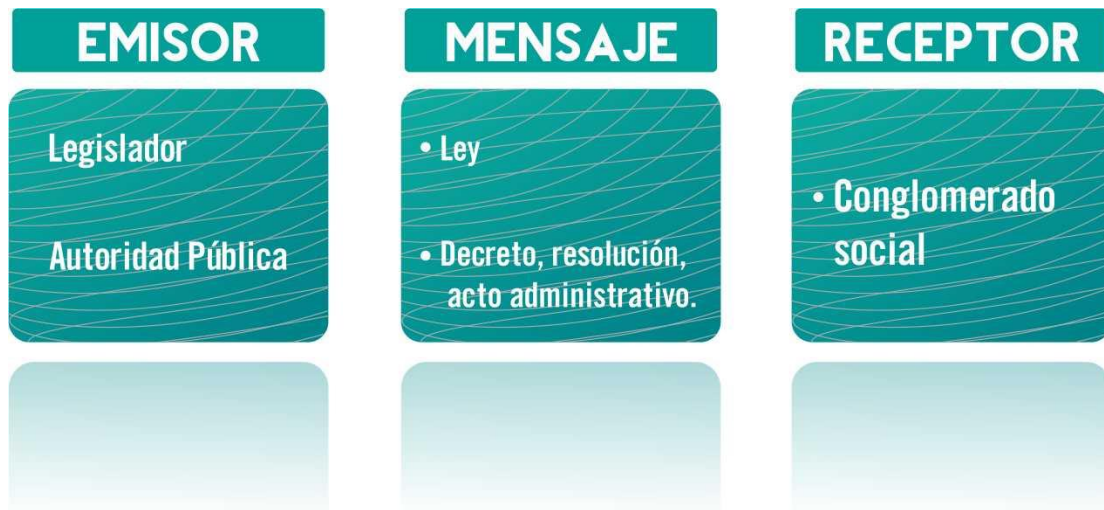 EMISOR
Legislador
Autoridad Pública
MENSAJE
• Ley
• Decreto, resolución,
acto administrativo.
RECEPTOR
• Conglomerado
social